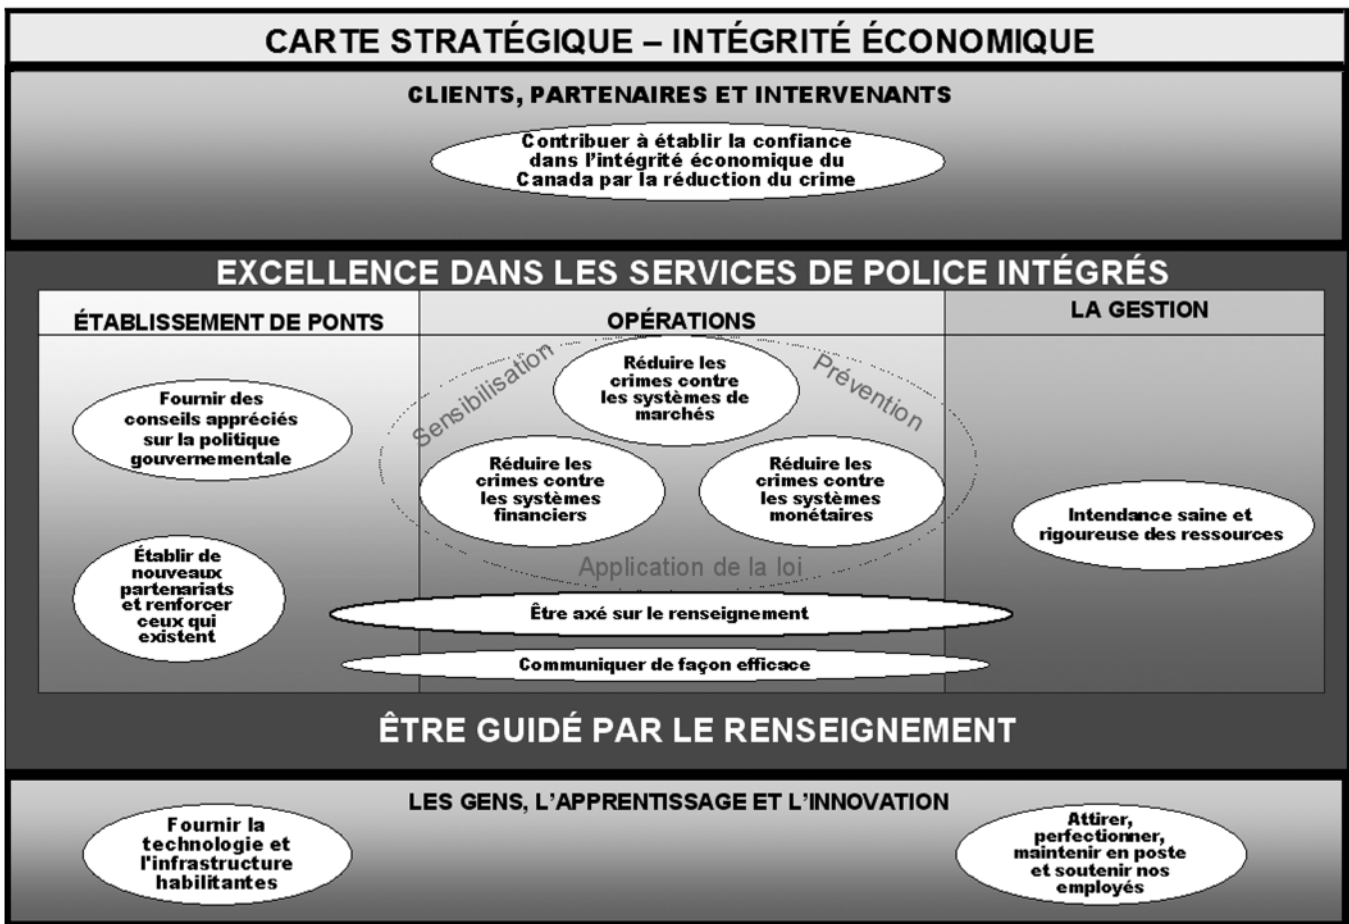 CARTE STRATÉGIQUE – INTÉGRITÉ ÉCONOMIQUE
CLIENTS, PARTENAIRES ET INTERVENANTS
Contribuer à établir la confiance
dans l'intégrité économique du
Canada par la réduction du crime
EXCELLENCE DANS LES SERVICES DE POLICE INTÉGRÉS
ÉTABLISSEMENT DE PONTS
Fournir des
conseils appréciés
sur la politique
gouvernementale
Établir de
nouveaux
partenariats
et renforcer
ceux qui
existent
OPÉRATIONS
Sensibilisation
Prévention
Réduire les
crimes contre
les systèmes de
marchés
Réduire les
crimes contre
les systèmes
financiers
Réduire les
crimes contre
les systèmes
monétaires
Application de la loi
Être axé sur le renseignement
Communiquer de façon efficace
LA GESTION
Intendance saine et
rigoureuse des ressources
ÊTRE GUIDÉ PAR LE RENSEIGNEMENT
LES GENS, L'APPRENTISSAGE ET L'INNOVATION
Fournir la
technologie et
l'infrastructure
habilitantes
Attirer,
perfectionner,
maintenir en poste
et soutenir nos
employés